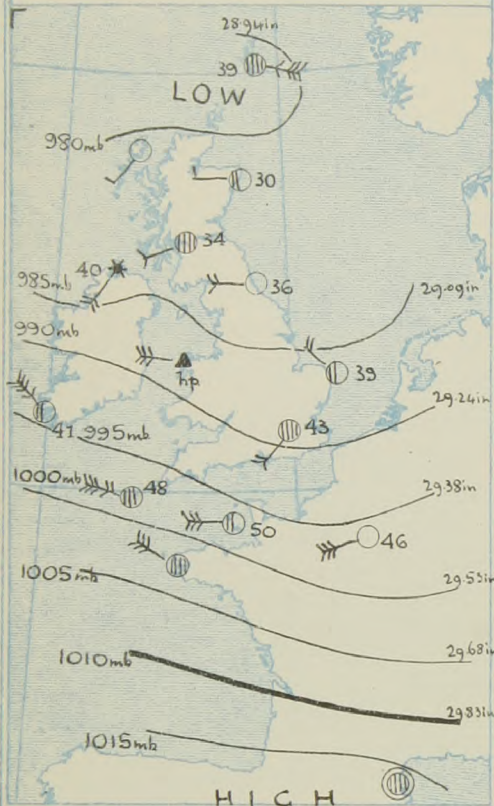 28.94in
39
LOW
980mb
30
34
40
36
985mb
29.09in
990mb
hp
39
29.24in
43
41
995mb
1000mb
48
29.38in
50
46
1005mb
29.53in
1010mb
29.68in
29.83in
1015mb
HIGH